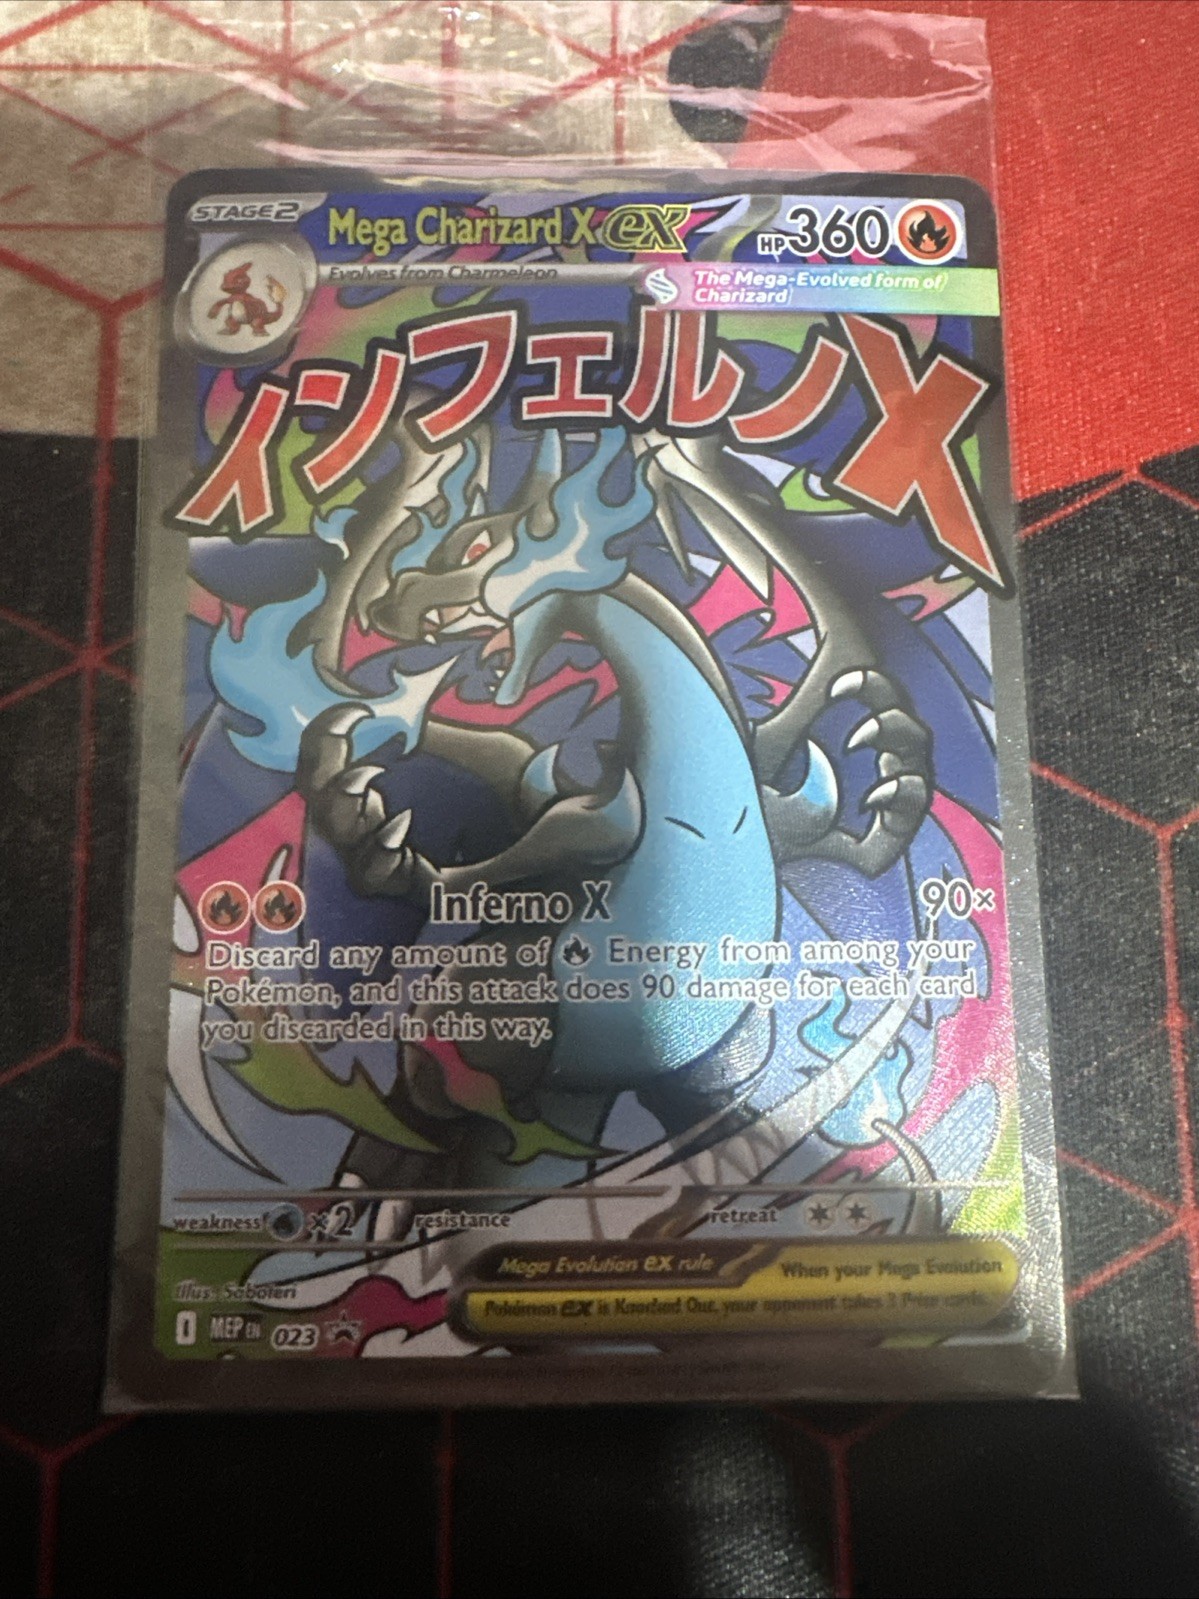 STAGE2
Mega Charizard X ex
HP 360
Evolves from Charmeleon
The Mega-Evolved form of
Charizard
インフェルノX
Inferno X 90×
Discard any amount of Energy from among your
Pokémon, and this attack does 90 damage for each card
you discarded in this way.
weakness ×2 resistance retreat
Mega Evolution ex rule When your Mega Evolution
Pokémon ex is Knocked Out, your opponent takes 3 Prize cards.
Illus. Saboteri
I MEP EN 023